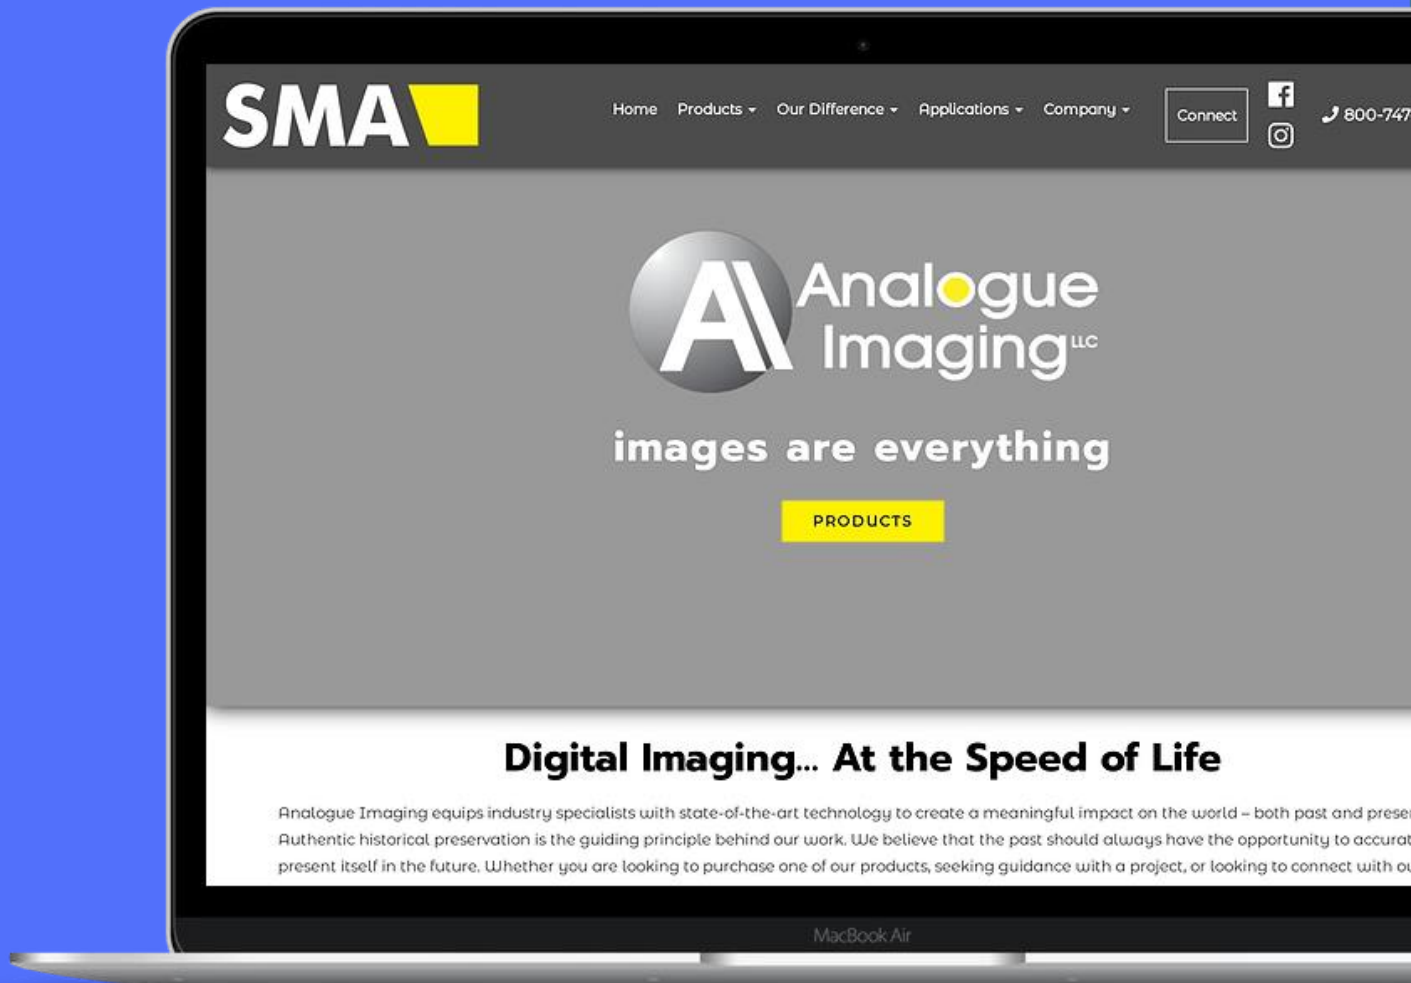 SMA
Home Products Our Difference Applications Company Connect 800-747
AI Analogue
Imaging LLC
images are everything
PRODUCTS
Digital Imaging... At the Speed of Life
Analogue Imaging equips industry specialists with state-of-the-art technology to create a meaningful impact on the world – both past and
Authentic historical preservation is the guiding principle behind our work. We believe that the past should always have the opportunity to
present itself in the future. Whether you are looking to purchase one of our products, seeking guidance with a project, or looking to connect with
MacBook Air